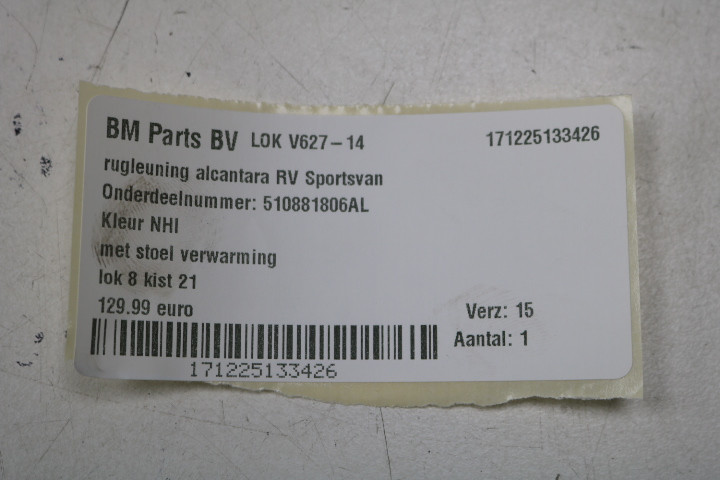 BM Parts BV LOK V627-14 171225133426
rugleuning alcantara RV Sportsvan
Onderdeelnummer: 510881806AL
Kleur NHI
met stoel verwarming
lok 8 kist 21
129.99 euro Verz: 15
Aantal: 1
171225133426